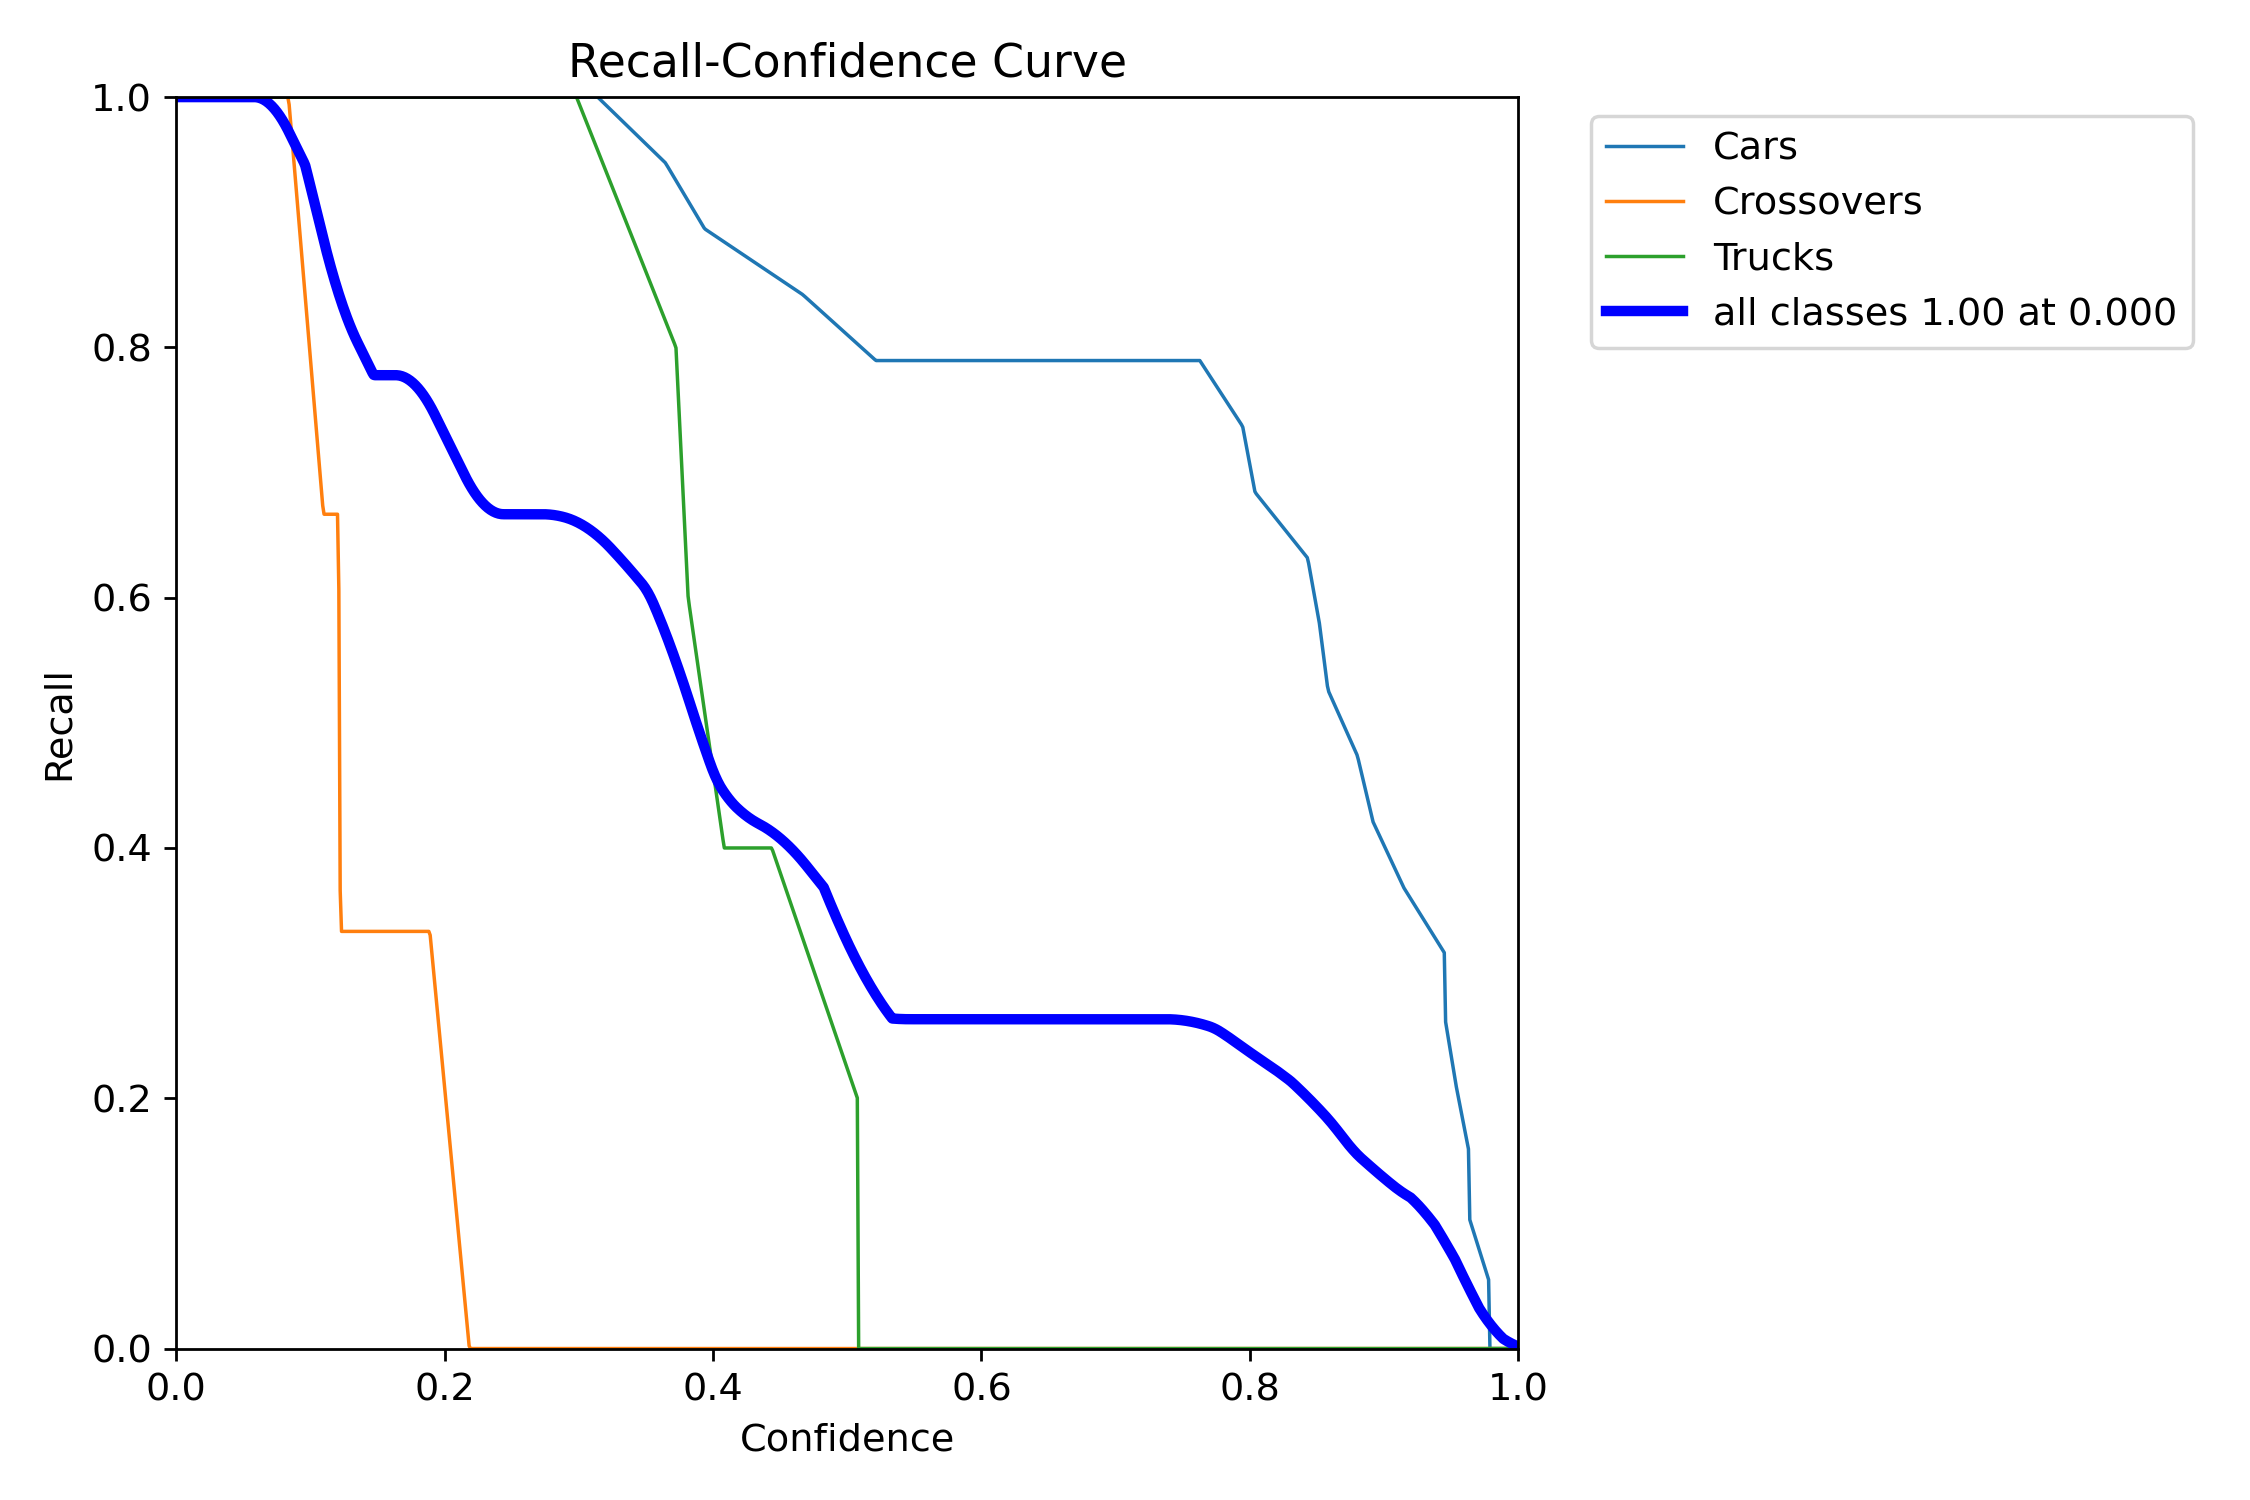 Recall-Confidence Curve
1.0
0.8
0.6
0.4
0.2
0.0
Recall
0.0 0.2 0.4 0.6 0.8 1.0
Confidence
Cars
Crossovers
Trucks
all classes 1.00 at 0.000